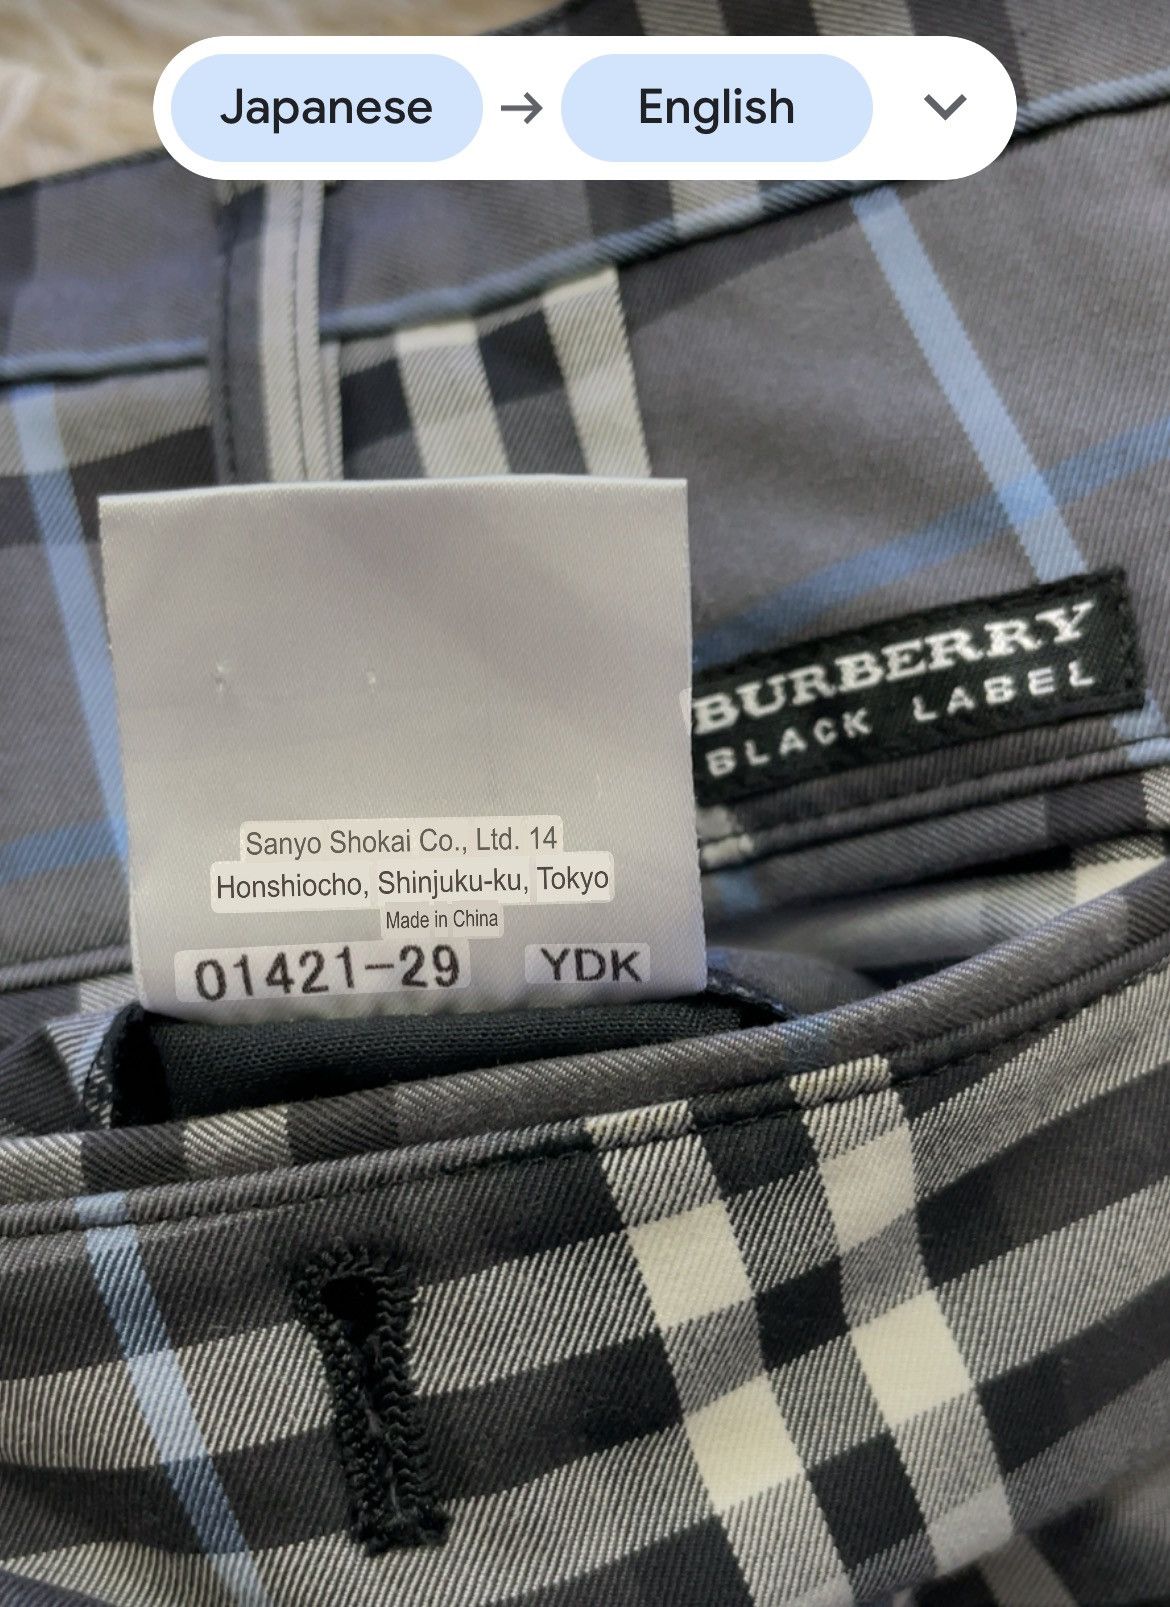 Japanese → English
BURBERRY
BLACK LABEL
Sanyo Shokai Co., Ltd. 14
Honshiocho, Shinjuku-ku, Tokyo
Made in China
01421-29 YDK